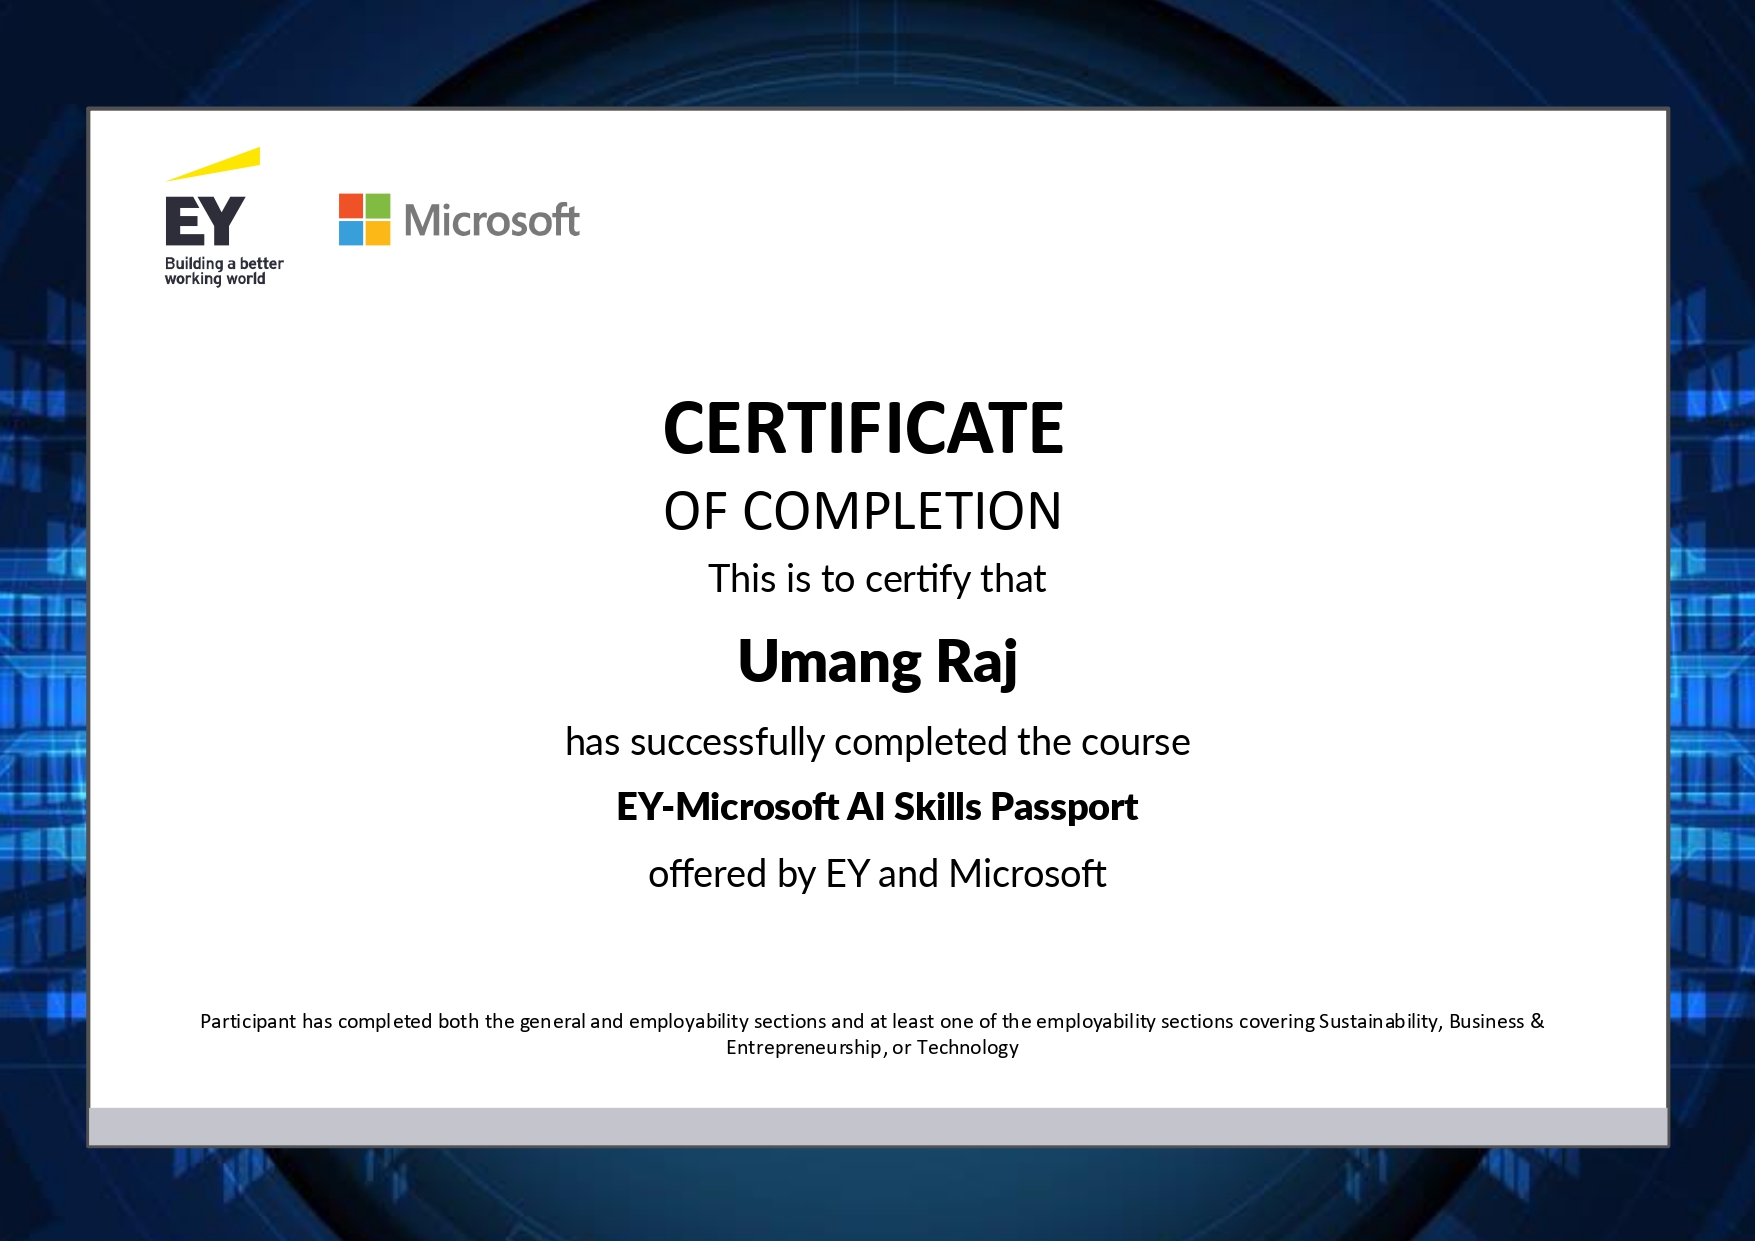 EY
Building a better
working world
Microsoft
CERTIFICATE
OF COMPLETION
This is to certify that
Umang Raj
has successfully completed the course
EY-Microsoft AI Skills Passport
offered by EY and Microsoft
Participant has completed both the general and employability sections and at least one of the employability sections covering Sustainability, Business &
Entrepreneurship, or Technology